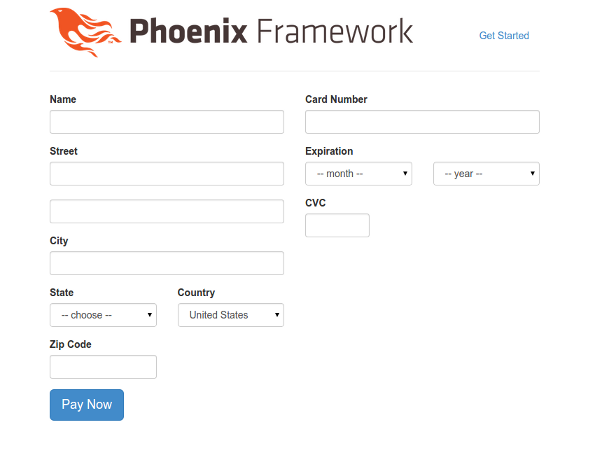 Phoenix Framework
Get Started
Name
Card Number
Street
Expiration
-- month --
-- year --
CVC
City
State
Country
-- choose --
United States
Zip Code
Pay Now